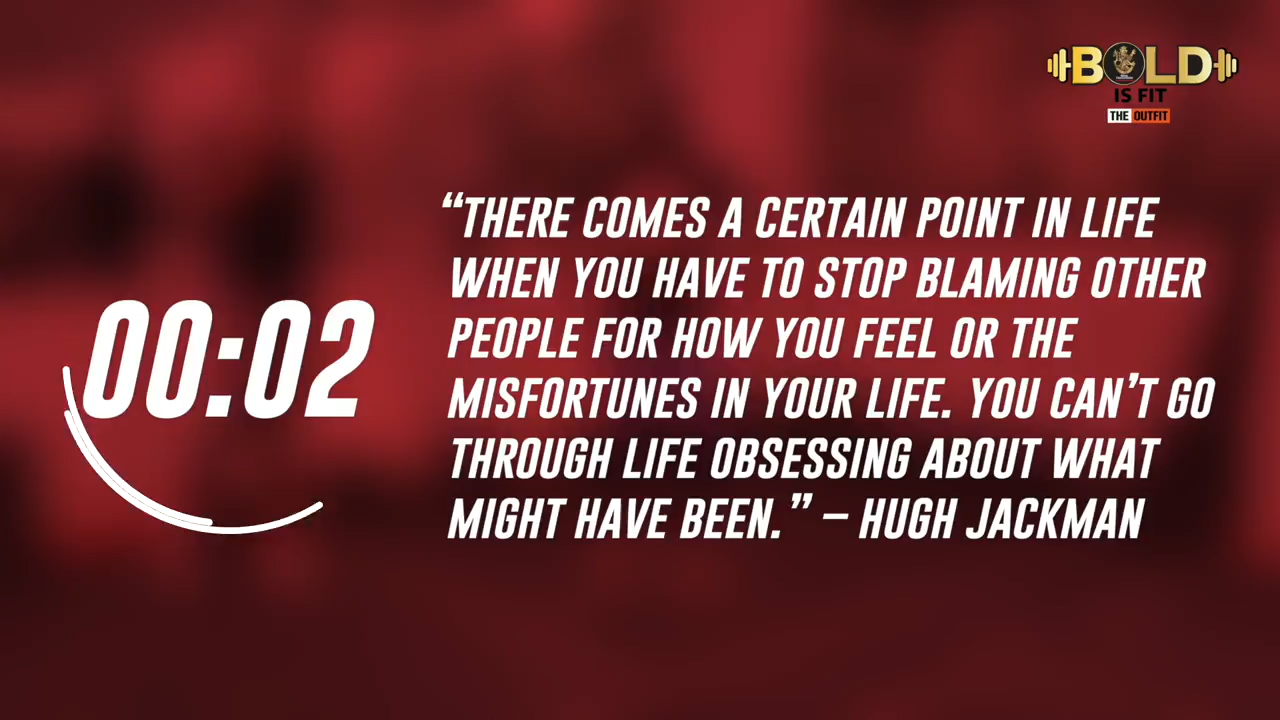 BOLD
IS FIT
THE OUTFIT
“THERE COMES A CERTAIN POINT IN LIFE
WHEN YOU HAVE TO STOP BLAMING OTHER
PEOPLE FOR HOW YOU FEEL OR THE
MISFORTUNES IN YOUR LIFE. YOU CAN’T GO
THROUGH LIFE OBSESSING ABOUT WHAT
MIGHT HAVE BEEN.” – HUGH JACKMAN
00:02